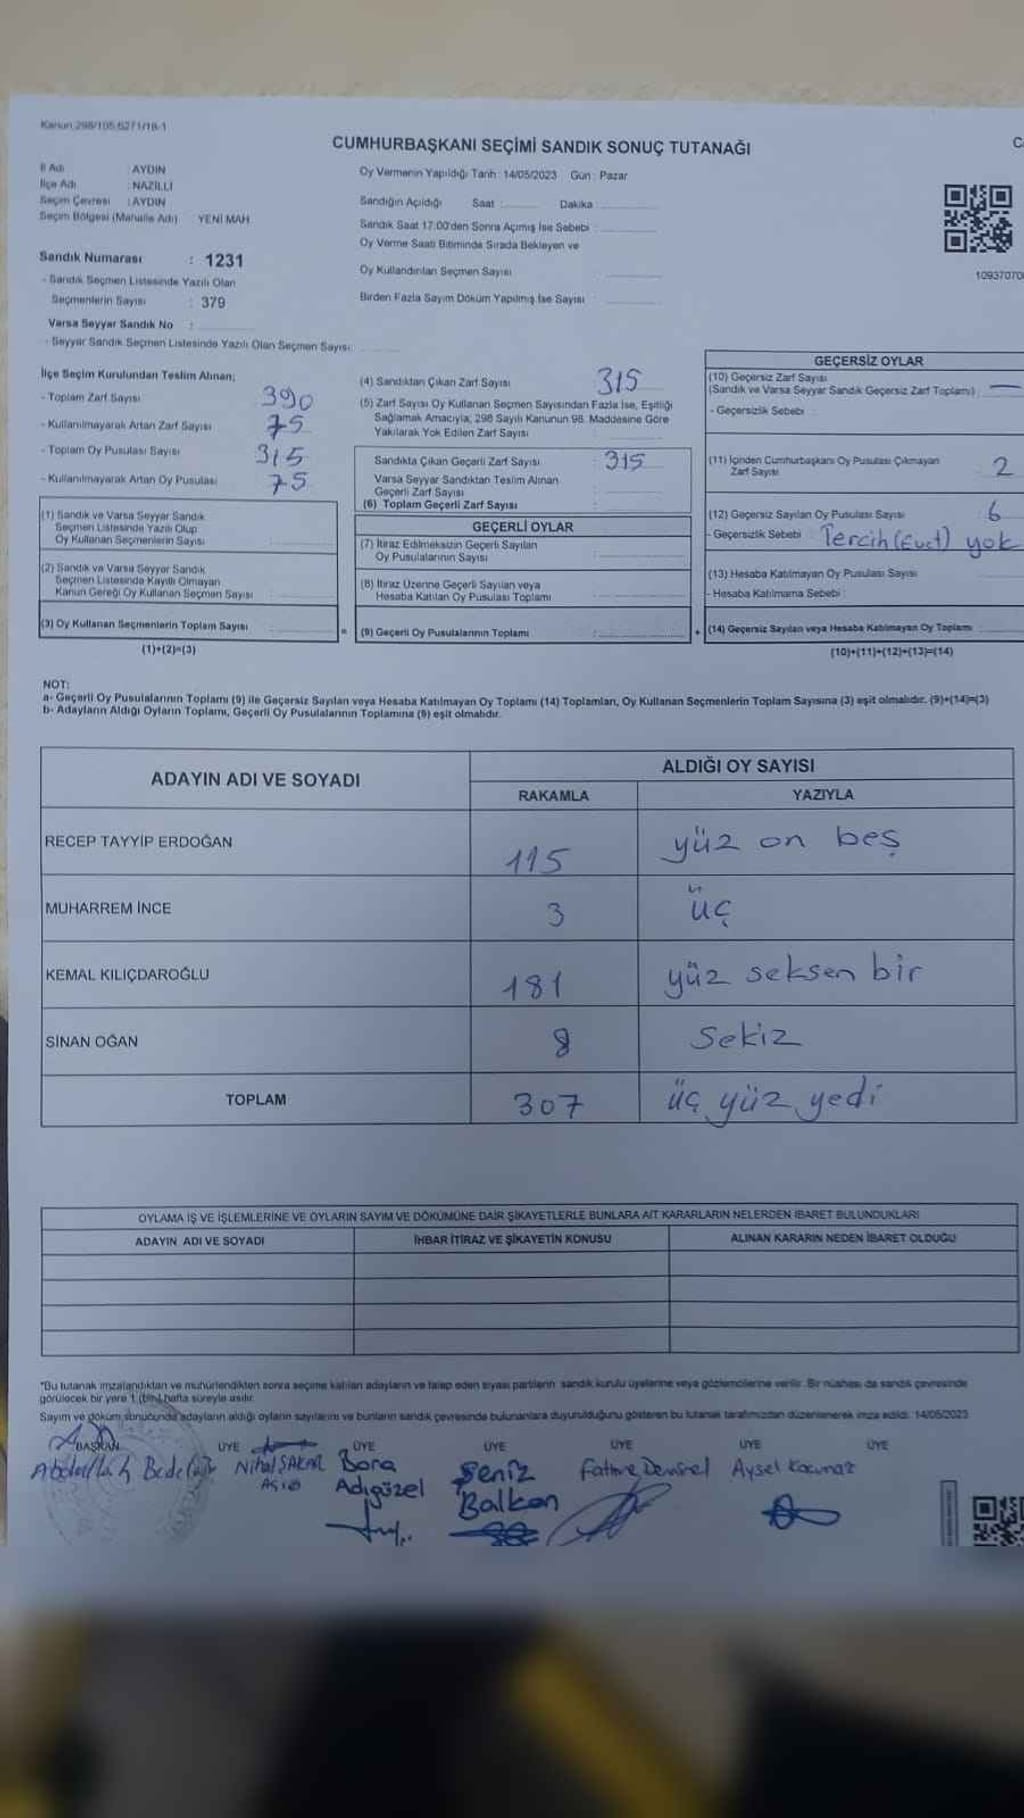 Kanun 298/105,6271/18-1
CUMHURBAŞKANI SEÇİMİ SANDIK SONUÇ TUTANAĞI
İl Adı : AYDIN
İlçe Adı : NAZİLLİ
Seçim Çevresi : AYDIN
Seçim Bölgesi (Mahalle Adı) YENİ MAH
Oy Vermenin Yapıldığı Tarih : 14/05/2023 Gün : Pazar
Sandığın Açıldığı Saat : Dakika :
Sandık Saat 17:00'den Sonra Açımış İse Sebebi :
Oy Verme Saati Bitiminde Sırada Bekleyen ve
Oy Kullandırılan Seçmen Sayısı
Birden Fazla Sayım Döküm Yapılmış İse Sayısı
10937070
Sandık Numarası : 1231
- Sandık Seçmen Listesinde Yazılı Olan
Seçmenlerin Sayısı : 379
Varsa Seyyar Sandık No :
- Seyyar Sandık Seçmen Listesinde Yazılı Olan Seçmen Sayısı:
İlçe Seçim Kurulundan Teslim Alınan;
- Toplam Zarf Sayısı 390
- Kullanılmayarak Artan Zarf Sayısı 75
- Toplam Oy Pusulası Sayısı 315
- Kullanılmayarak Artan Oy Pusulası 75
(1) Sandık ve Varsa Seyyar Sandık
Seçmen Listesinde Yazılı Olup
Oy Kullanan Seçmenlerin Sayısı
(2) Sandık ve Varsa Seyyar Sandık
Seçmen Listesinde Kayıtlı Olmayan
Kanun Gereği Oy Kullanan Seçmen Sayısı
(3) Oy Kullanan Seçmenlerin Toplam Sayısı
(1)+(2)=(3)
(4) Sandıktan Çıkan Zarf Sayısı 315
(5) Zarf Sayısı Oy Kullanan Seçmen Sayısından Fazla İse, Eşitliği
Sağlamak Amacıyla, 298 Sayılı Kanunun 98. Maddesine Göre
Yakılarak Yok Edilen Zarf Sayısı
Sandıkta Çıkan Geçerli Zarf Sayısı : 315
Varsa Seyyar Sandıktan Teslim Alınan
Geçerli Zarf Sayısı
(6) Toplam Geçerli Zarf Sayısı
GEÇERLİ OYLAR
(7) İtiraz Edilmeksizin Geçerli Sayılan
Oy Pusulalarının Sayısı
(8) İtiraz Üzerine Geçerli Sayılan veya
Hesaba Katılan Oy Pusulası Toplamı
= (9) Geçerli Oy Pusulalarının Toplamı :
GEÇERSİZ OYLAR
(10) Geçersiz Zarf Sayısı
(Sandık ve Varsa Seyyar Sandık Geçersiz Zarf Toplamı) : —
- Geçersizlik Sebebi :
(11) İçinden Cumhurbaşkanı Oy Pusulası Çıkmayan
Zarf Sayısı 2
(12) Geçersiz Sayılan Oy Pusulası Sayısı 6
- Geçersizlik Sebebi : Tercih (Evet) yok
(13) Hesaba Katılmayan Oy Pusulası Sayısı
- Hesaba Katılmama Sebebi :
+ (14) Geçersiz Sayılan veya Hesaba Katılmayan Oy Toplamı
(10)+(11)+(12)+(13)=(14)
NOT:
a- Geçerli Oy Pusulalarının Toplamı (9) ile Geçersiz Sayılan veya Hesaba Katılmayan Oy Toplamı (14) Toplamları, Oy Kullanan Seçmenlerin Toplam Sayısına (3) eşit olmalıdır. (9)+(14)=(3)
b- Adayların Aldığı Oyların Toplamı, Geçerli Oy Pusulalarının Toplamına (9) eşit olmalıdır.
ADAYIN ADI VE SOYADI ALDIĞI OY SAYISI
RAKAMLA YAZIYLA
RECEP TAYYİP ERDOĞAN 115 yüz on beş
MUHARREM İNCE 3 üç
KEMAL KILIÇDAROĞLU 181 yüz seksen bir
SİNAN OĞAN 8 Sekiz
TOPLAM 307 üç yüz yedi
OYLAMA İŞ VE İŞLEMLERİNE VE OYLARIN SAYIM VE DÖKÜMÜNE DAİR ŞİKAYETLERLE BUNLARA AİT KARARLARIN NELERDEN İBARET BULUNDUKLARI
ADAYIN ADI VE SOYADI İHBAR İTİRAZ VE ŞİKAYETİN KONUSU ALINAN KARARIN NEDEN İBARET OLDUĞU
"Bu tutanak imzalandıktan ve mühürlendikten sonra seçime katılan adayların ve talep eden siyasi partilerin sandık kurulu üyelerine veya gözlemcilerine verilir. Bir nüshası da sandık çevresinde
görülecek bir yere 1 (bir) hafta süreyle asılır.
Sayım ve döküm sonucunda adayların aldığı oyların sayılarını ve bunların sandık çevresinde bulunanlara duyurulduğunu gösteren bu tutanak tarafımızdan düzenlenerek imza edildi. 14/05/2023
BAŞKAN ÜYE ÜYE ÜYE ÜYE ÜYE ÜYE
Nihal Bora Şeniz Fatma Demirel Aysel
Adıgüzel Balkan